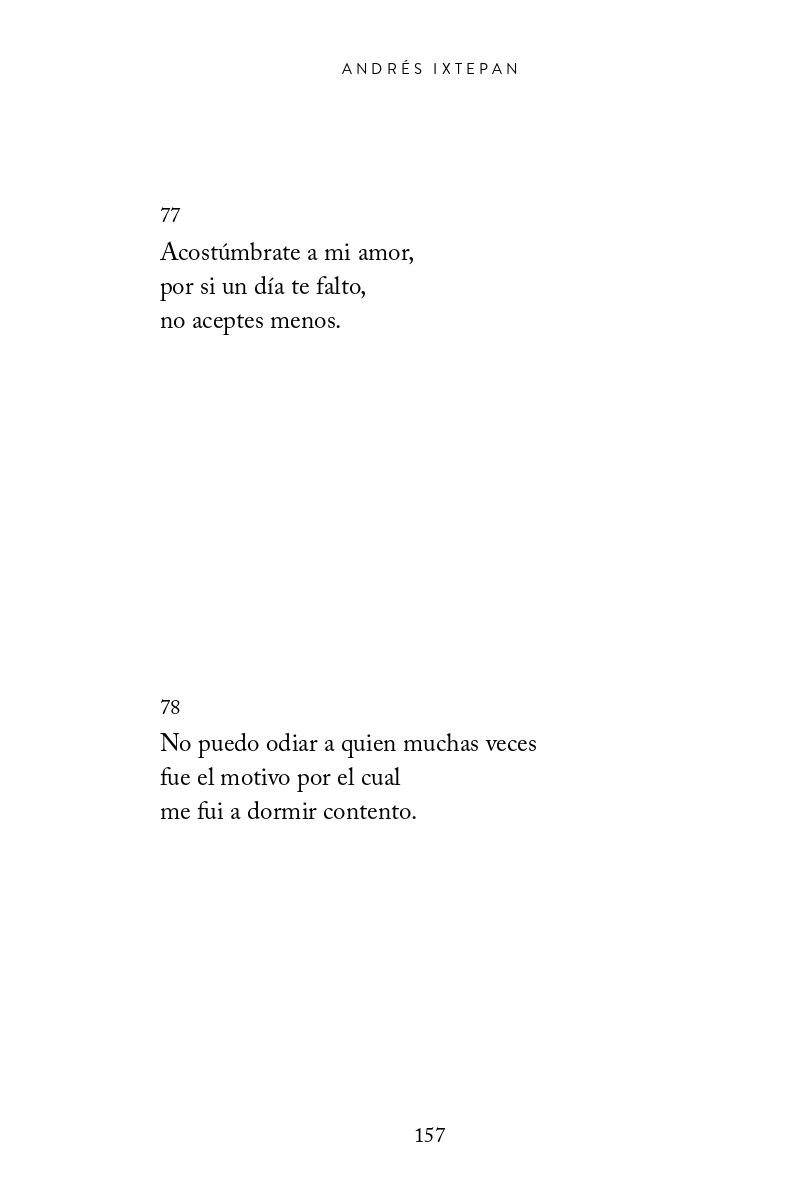 ANDRÉS IXTEPAN
77
Acostúmbrate a mi amor,
por si un día te falto,
no aceptes menos.
78
No puedo odiar a quien muchas veces
fue el motivo por el cual
me fui a dormir contento.
157